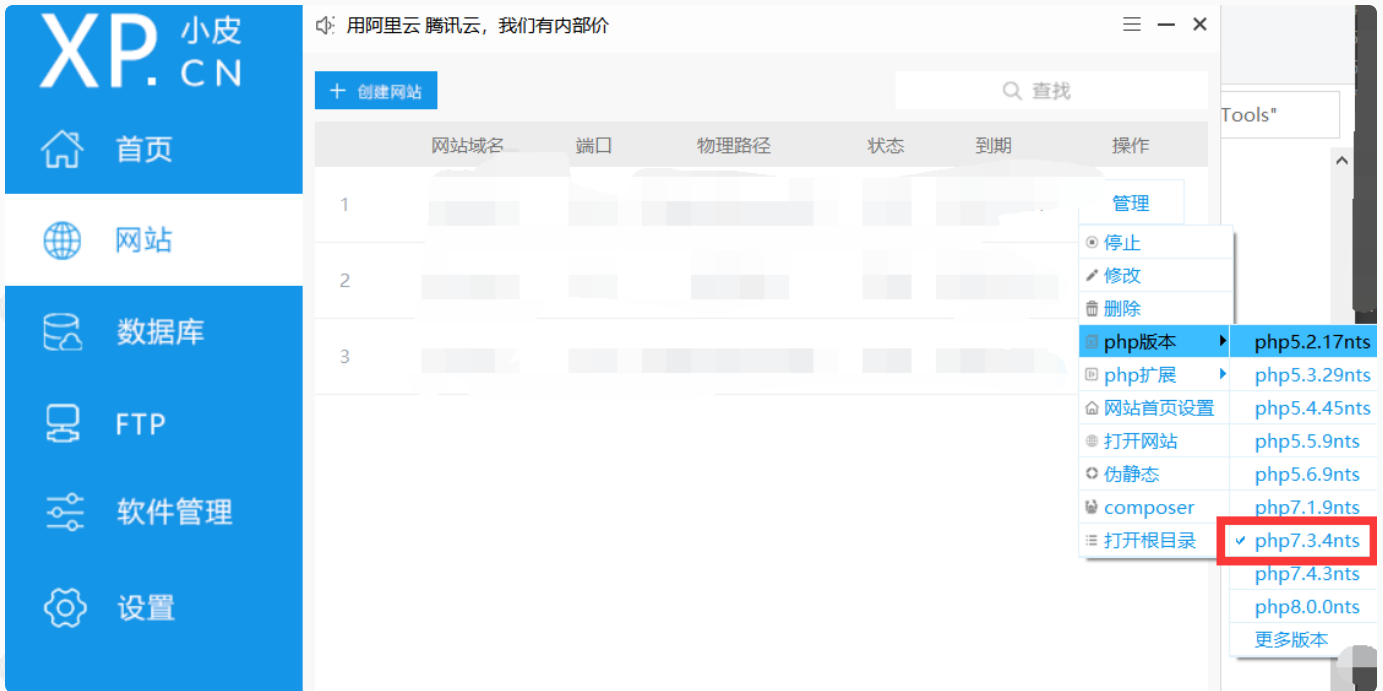 XP.CN 小皮
用阿里云 腾讯云，我们有内部价
首页
网站
数据库
FTP
软件管理
设置
创建网站
查找
Tools"
网站域名 端口 物理路径 状态 到期 操作
1 管理
2
3
停止
修改
删除
php版本
php扩展
网站首页设置
打开网站
伪静态
composer
打开根目录
php5.2.17nts
php5.3.29nts
php5.4.45nts
php5.5.9nts
php5.6.9nts
php7.1.9nts
php7.3.4nts
php7.4.3nts
php8.0.0nts
更多版本